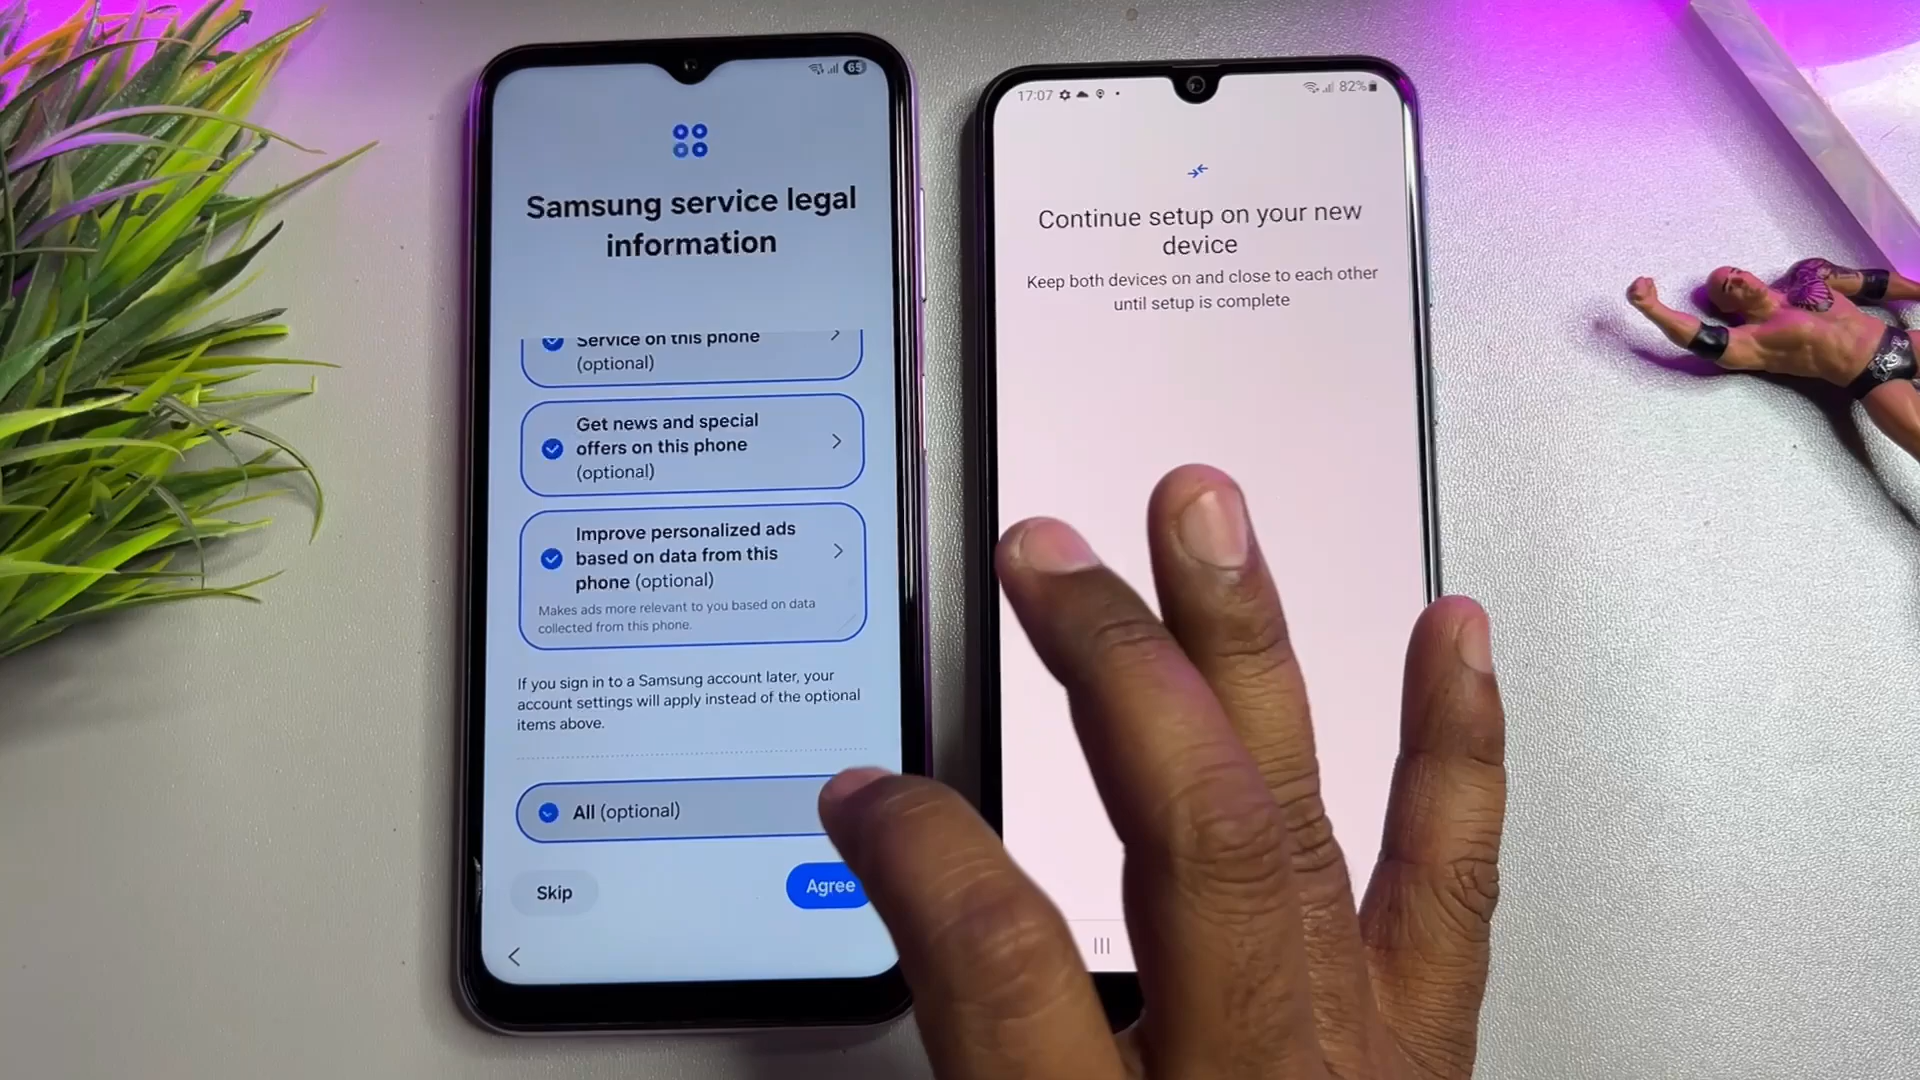 65
Samsung service legal
information
Service on this phone
(optional)
Get news and special
offers on this phone
(optional)
Improve personalized ads
based on data from this
phone (optional)
Makes ads more relevant to you based on data
collected from this phone.
If you sign in to a Samsung account later, your
account settings will apply instead of the optional
items above.
All (optional)
Skip
Agree
17:07
82%
Continue setup on your new
device
Keep both devices on and close to each other
until setup is complete